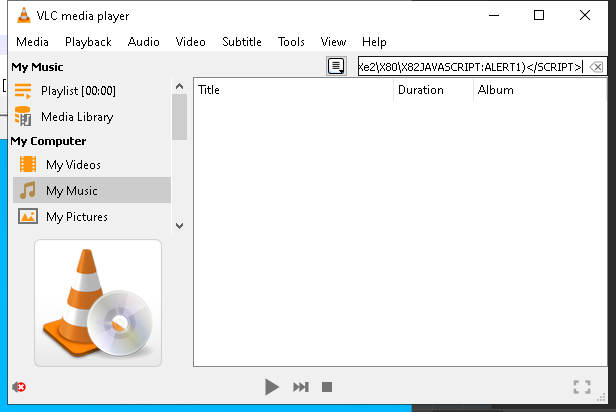 VLC media player
Media Playback Audio Video Subtitle Tools View Help
My Music
Xe2\X80\X82JAVASCRIPT:ALERT1)</SCRIPT>
Playlist [00:00]
Media Library
My Computer
My Videos
My Music
My Pictures
Title Duration Album